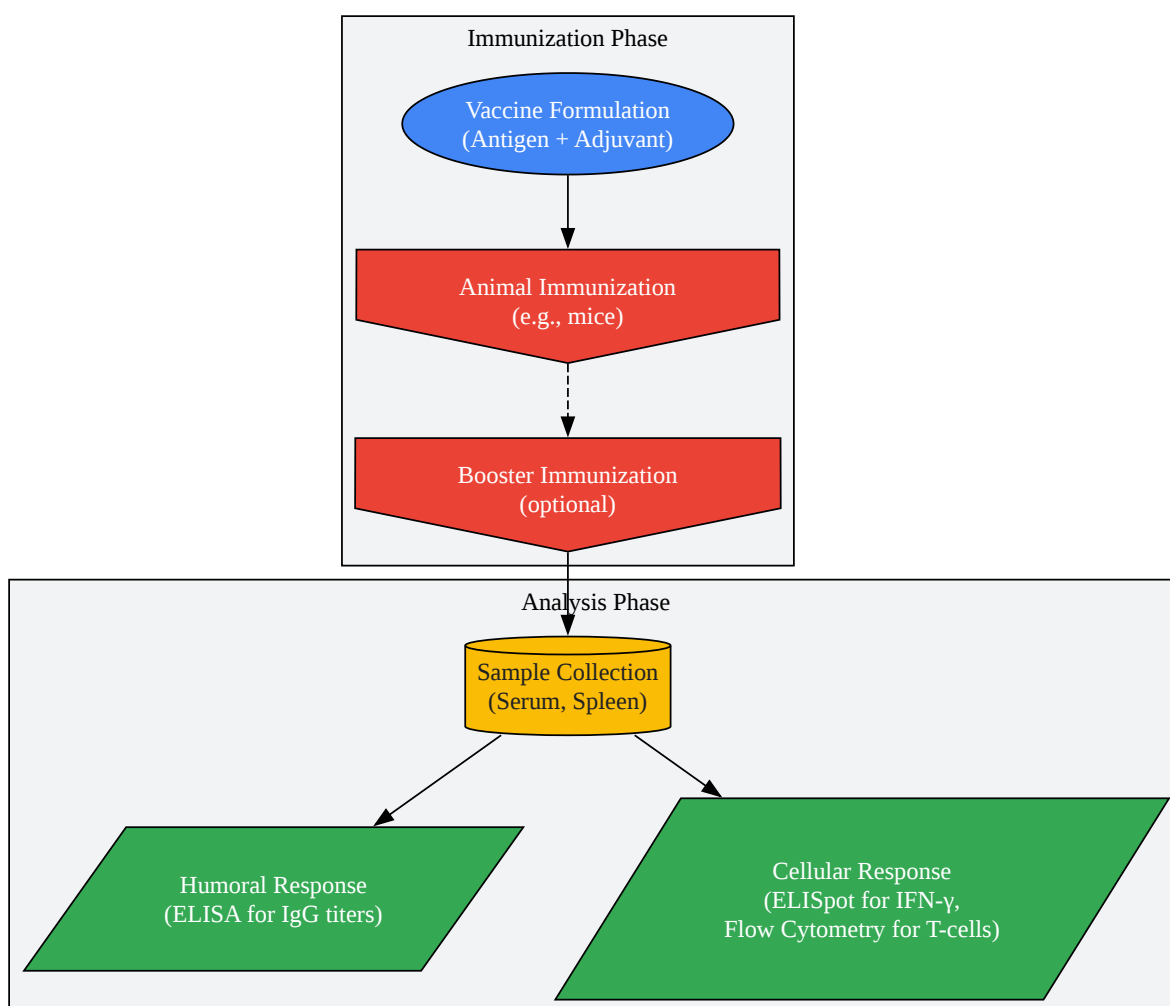 Immunization Phase
Vaccine Formulation
(Antigen + Adjuvant)
Animal Immunization
(e.g., mice)
Booster Immunization
(optional)
Analysis Phase
Sample Collection
(Serum, Spleen)
Humoral Response
(ELISA for IgG titers)
Cellular Response
(ELISpot for IFN-γ,
Flow Cytometry for T-cells)